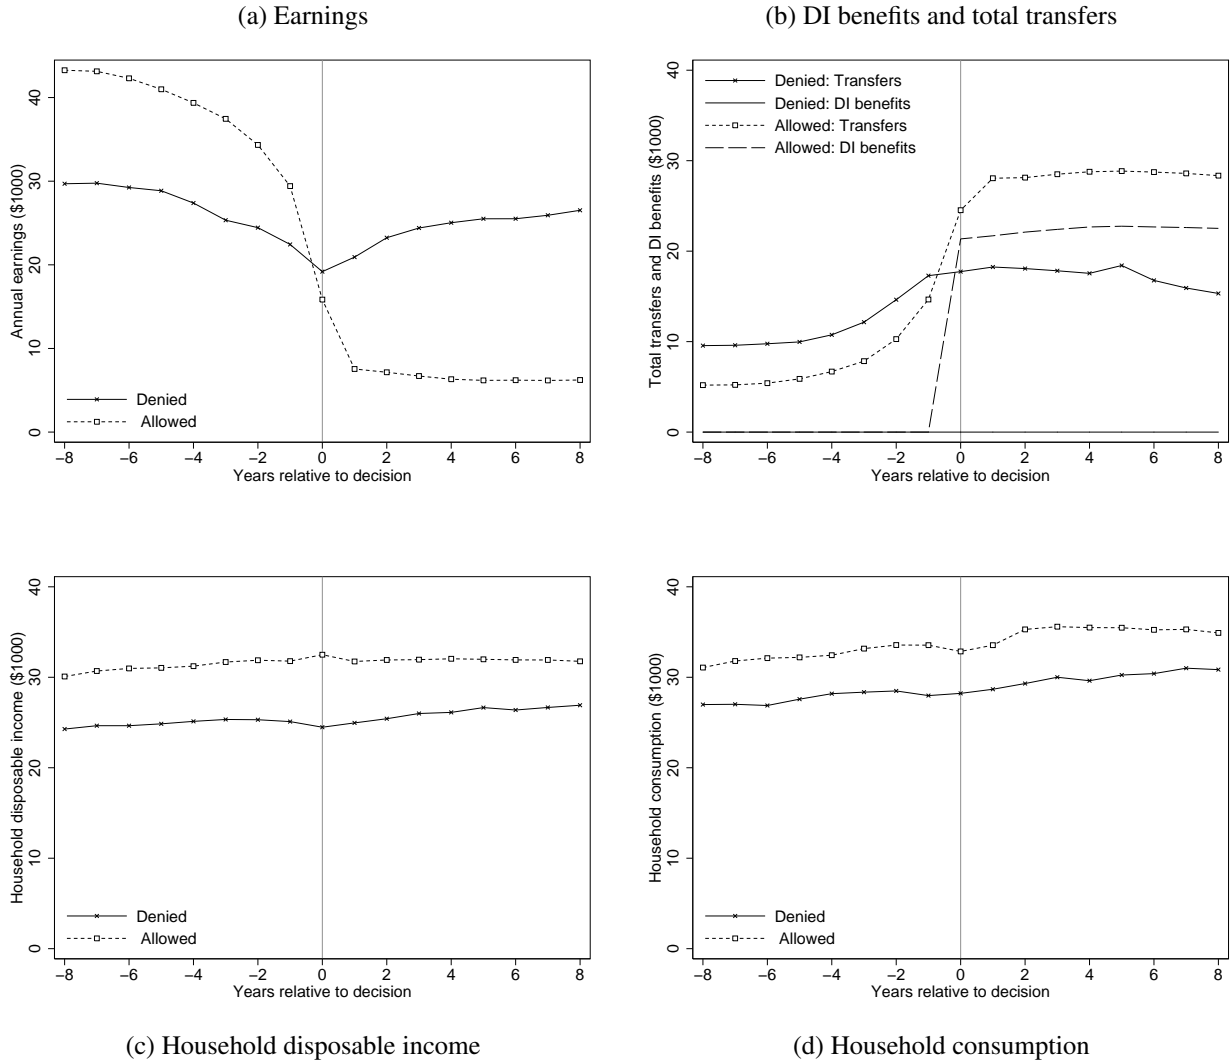 (a) Earnings
Annual earnings ($1000)
0 10 20 30 40
Denied
Allowed
−8 −6 −4 −2 0 2 4 6 8
Years relative to decision
(b) DI benefits and total transfers
Total transfers and DI benefits ($1000)
0 10 20 30 40
Denied: Transfers
Denied: DI benefits
Allowed: Transfers
Allowed: DI benefits
−8 −6 −4 −2 0 2 4 6 8
Years relative to decision
Household disposable income ($1000)
0 10 20 30 40
Denied
Allowed
−8 −6 −4 −2 0 2 4 6 8
Years relative to decision
(c) Household disposable income
Household consumption ($1000)
0 10 20 30 40
Denied
Allowed
−8 −6 −4 −2 0 2 4 6 8
Years relative to decision
(d) Household consumption